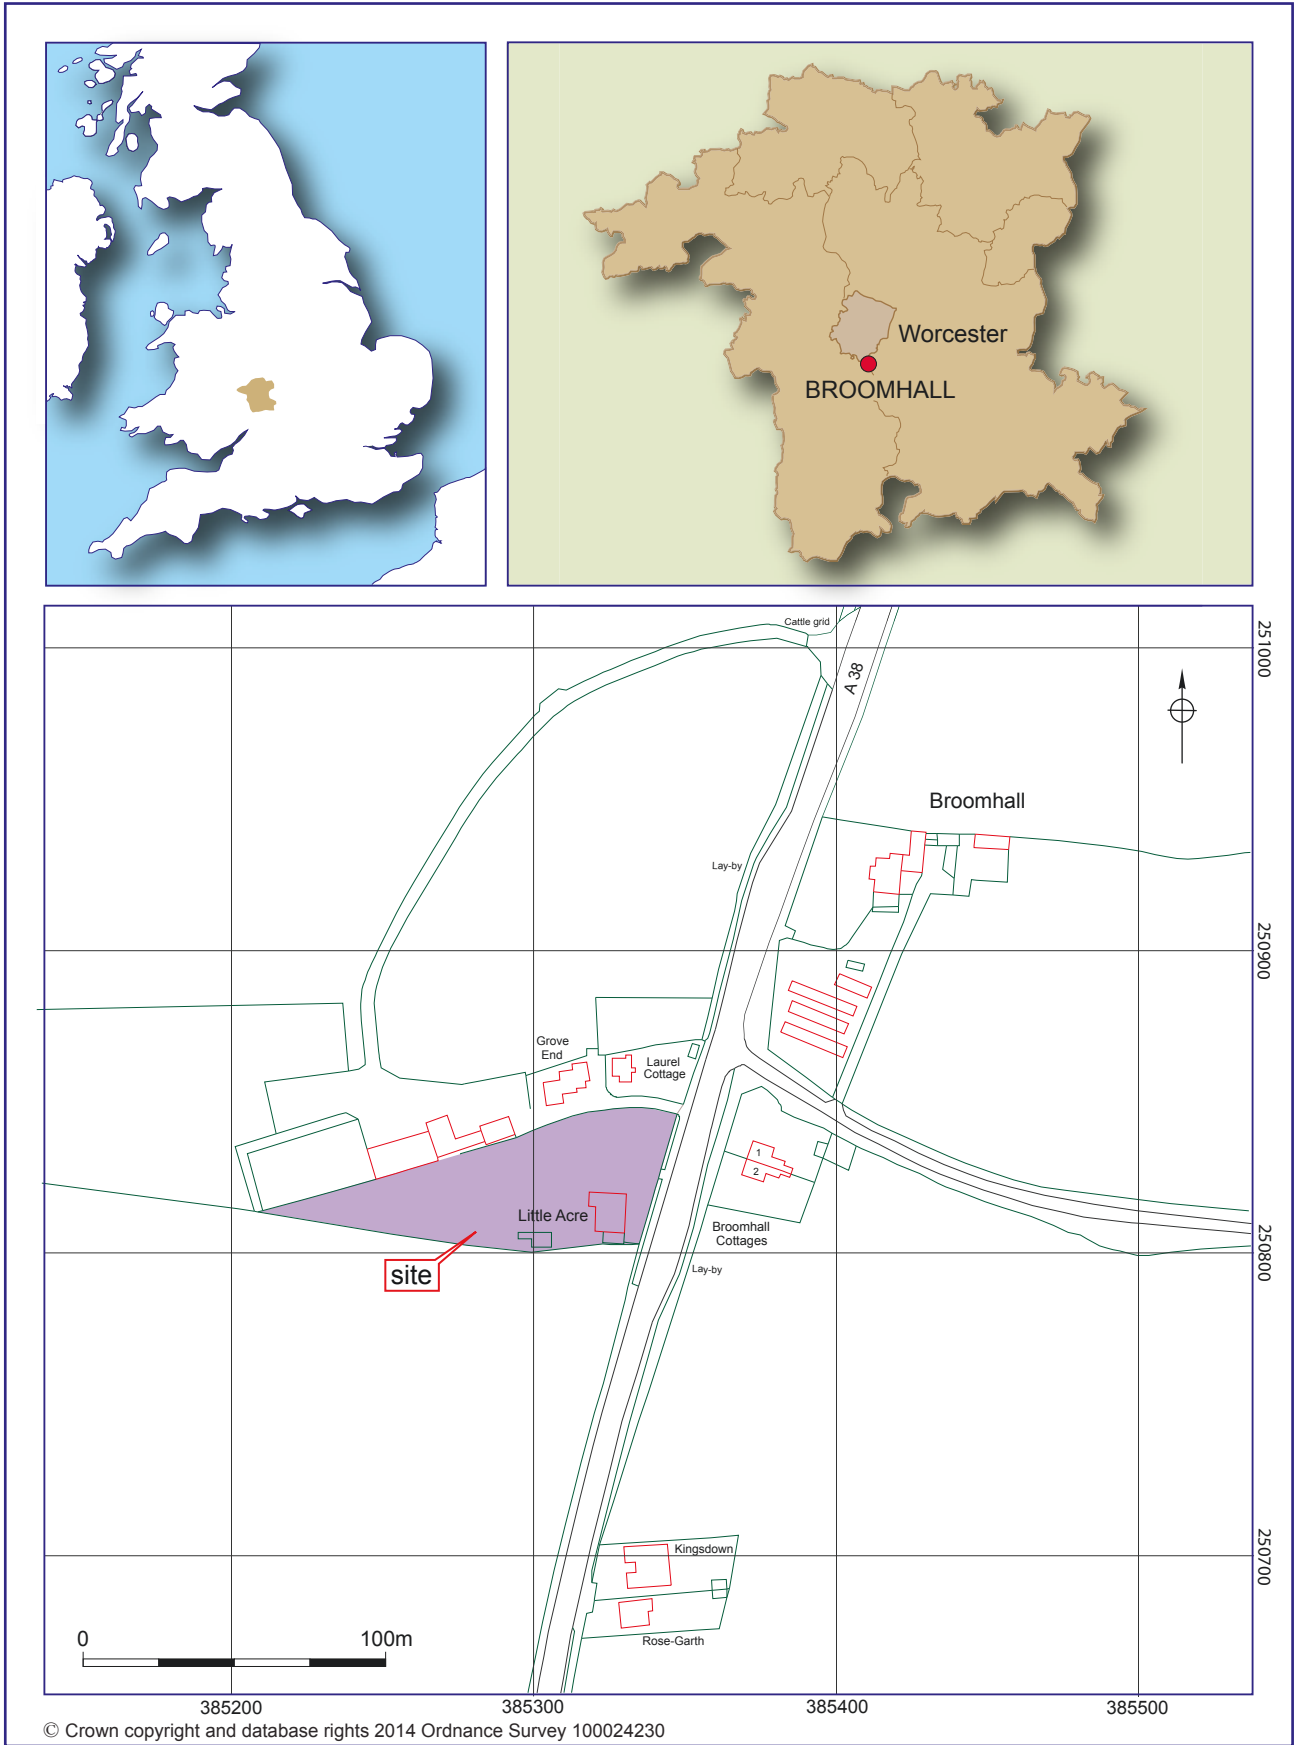 Worcester
BROOMHALL
Cattle grid
A 38
251000
Broomhall
Lay-by
250900
Grove
End
Laurel
Cottage
1
2
Little Acre
Broomhall
Cottages
site
Lay-by
250800
Kingsdown
250700
Rose-Garth
0
100m
385200
385300
385400
385500
© Crown copyright and database rights 2014 Ordnance Survey 100024230